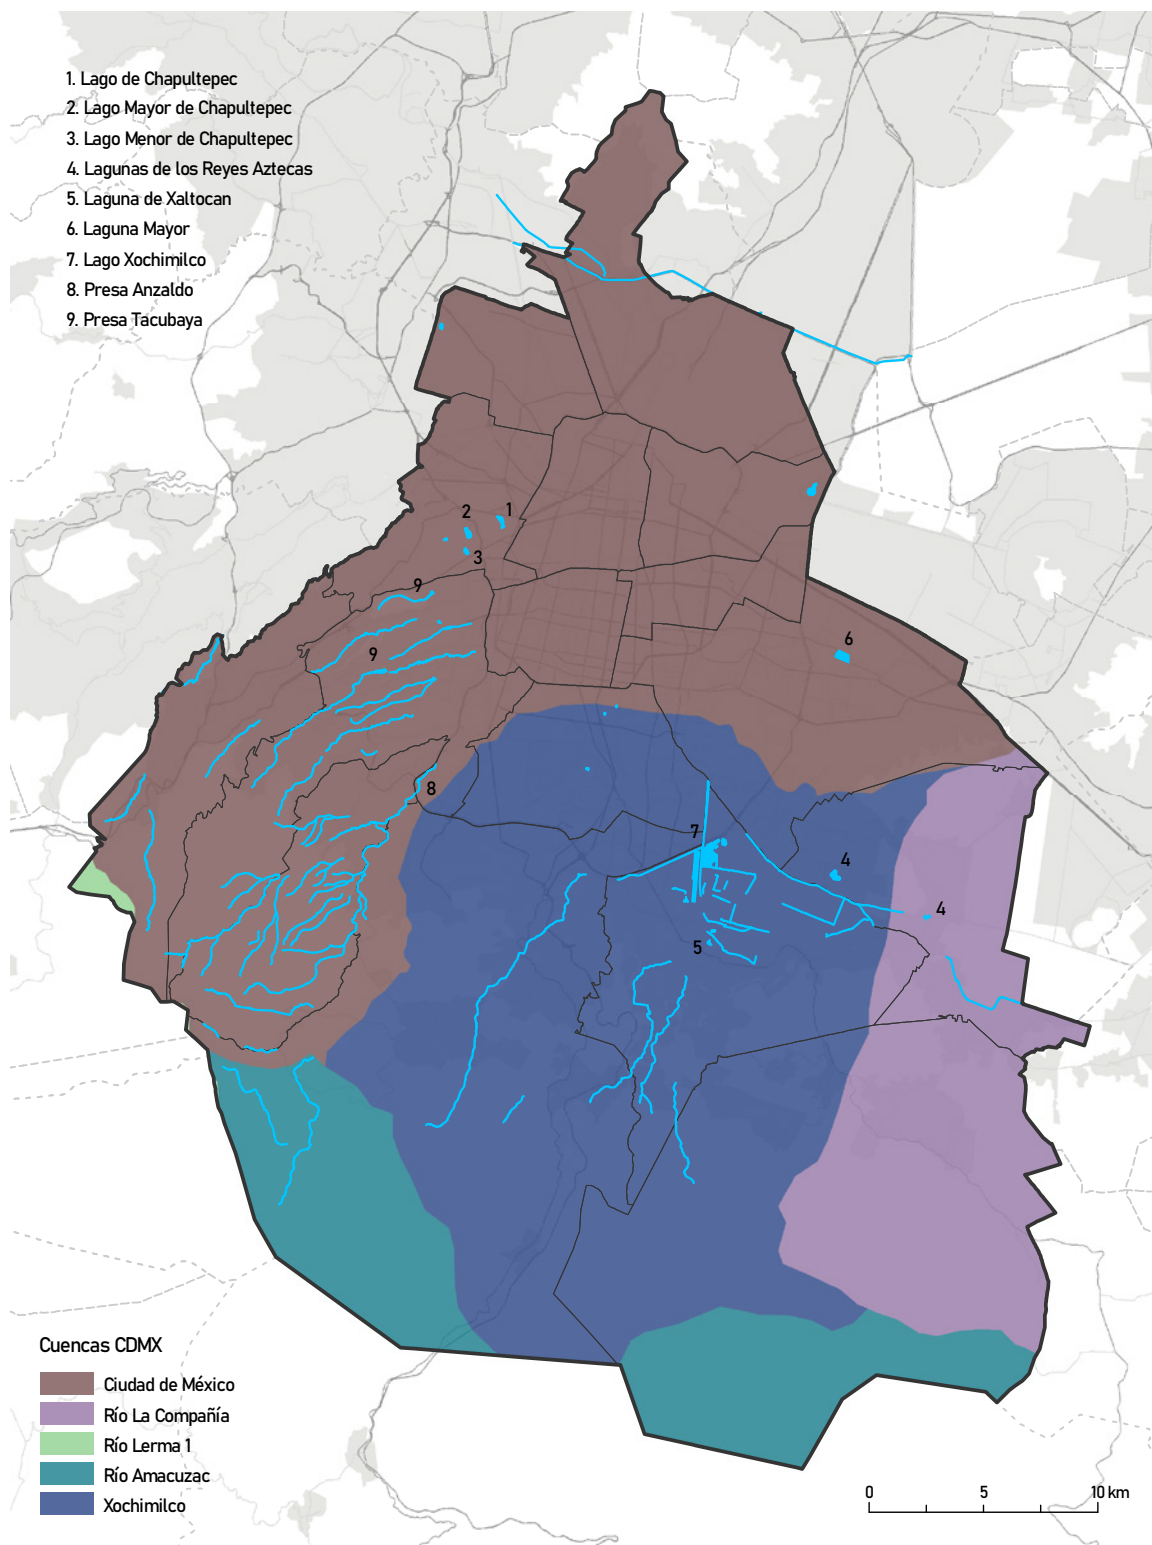 1. Lago de Chapultepec
2. Lago Mayor de Chapultepec
3. Lago Menor de Chapultepec
4. Lagunas de los Reyes Aztecas
5. Laguna de Xaltocan
6. Laguna Mayor
7. Lago Xochimilco
8. Presa Anzaldo
9. Presa Tacubaya
2
1
3
9
6
9
8
7
4
4
5
Cuencas CDMX
Ciudad de México
Río La Compañía
Río Lerma 1
Río Amacuzac
Xochimilco
0 5 10 km